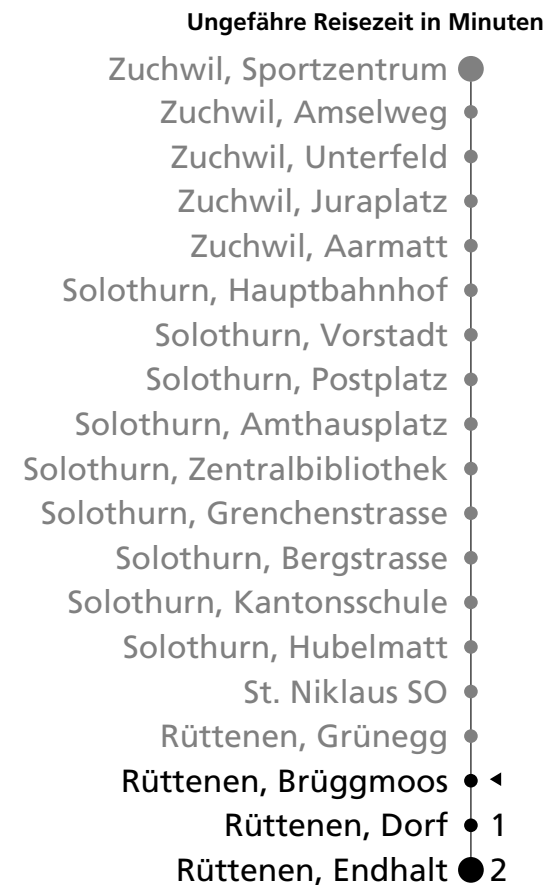 Ungefähre Reisezeit in Minuten
Zuchwil, Sportzentrum
Zuchwil, Amselweg
Zuchwil, Unterfeld
Zuchwil, Juraplatz
Zuchwil, Aarmatt
Solothurn, Hauptbahnhof
Solothurn, Vorstadt
Solothurn, Postplatz
Solothurn, Amthausplatz
Solothurn, Zentralbibliothek
Solothurn, Grenchenstrasse
Solothurn, Bergstrasse
Solothurn, Kantonsschule
Solothurn, Hubelmatt
St. Niklaus SO
Rüttenen, Grünegg
Rüttenen, Brüggmoos
Rüttenen, Dorf 1
Rüttenen, Endhalt 2